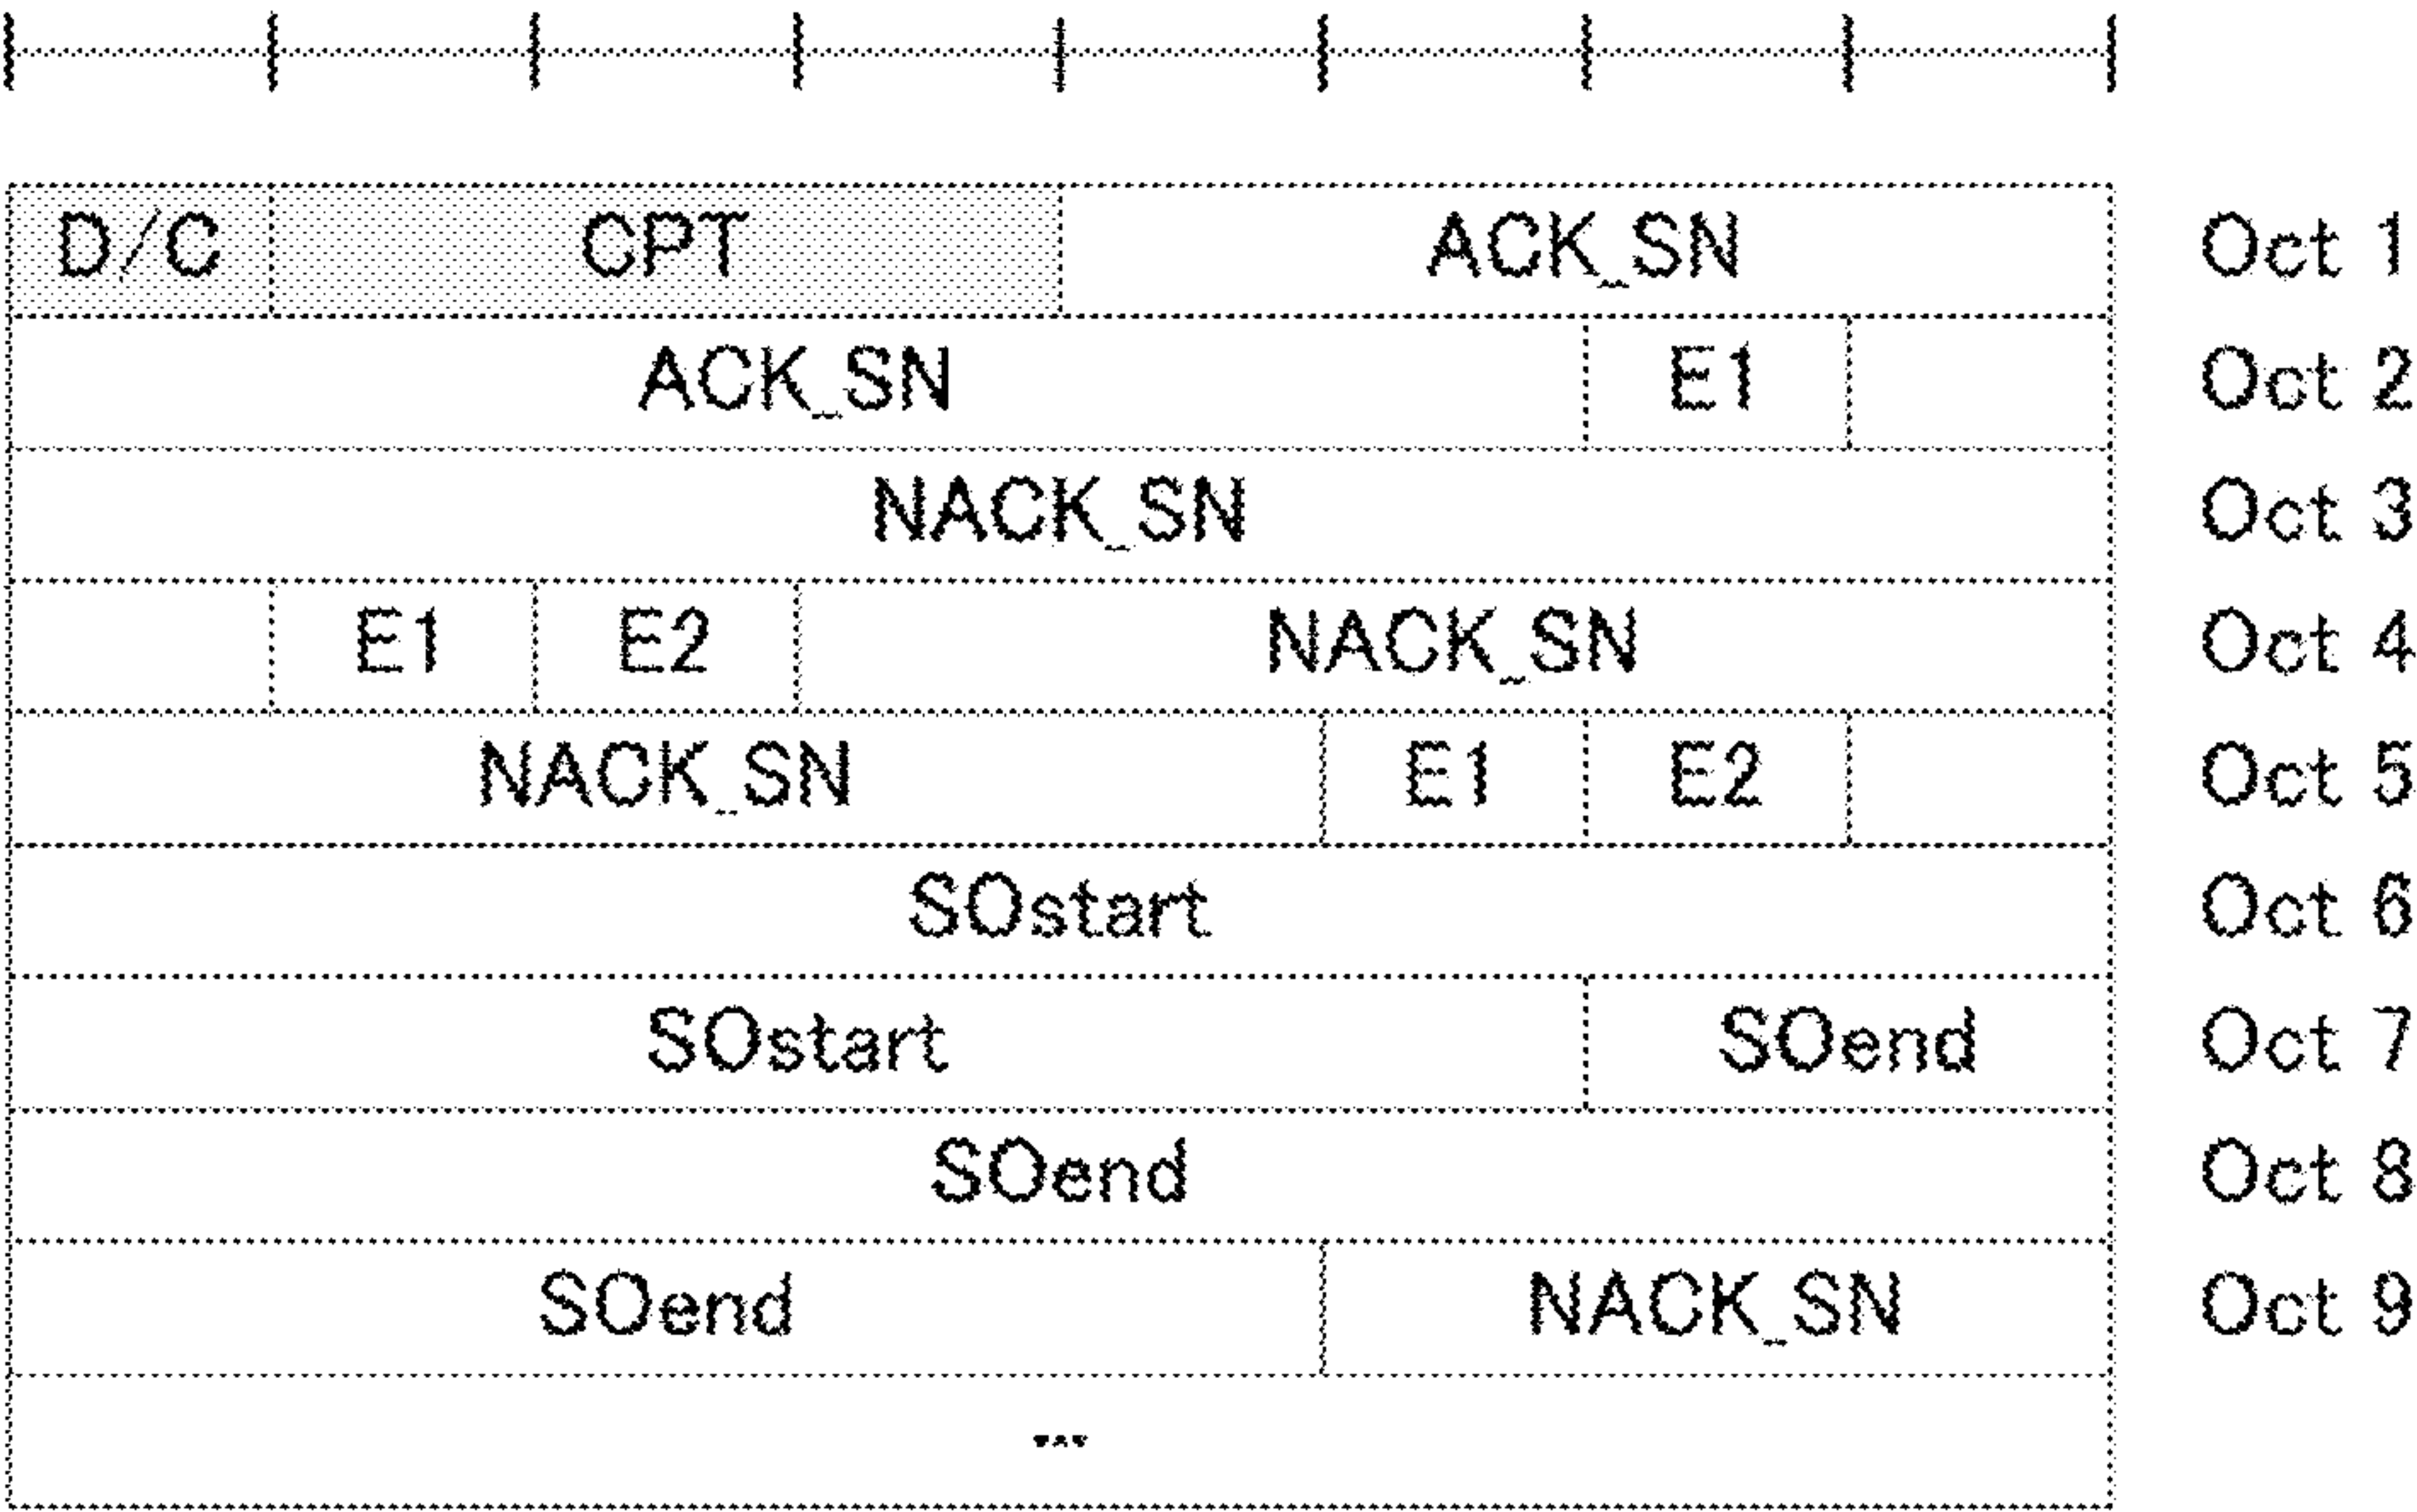 D/C CPT ACK_SN Oct 1
ACK_SN E1 Oct 2
NACK_SN Oct 3
E1 E2 NACK_SN Oct 4
NACK_SN E1 E2 Oct 5
SOstart Oct 6
SOstart SOend Oct 7
SOend Oct 8
SOend NACK_SN Oct 9
...